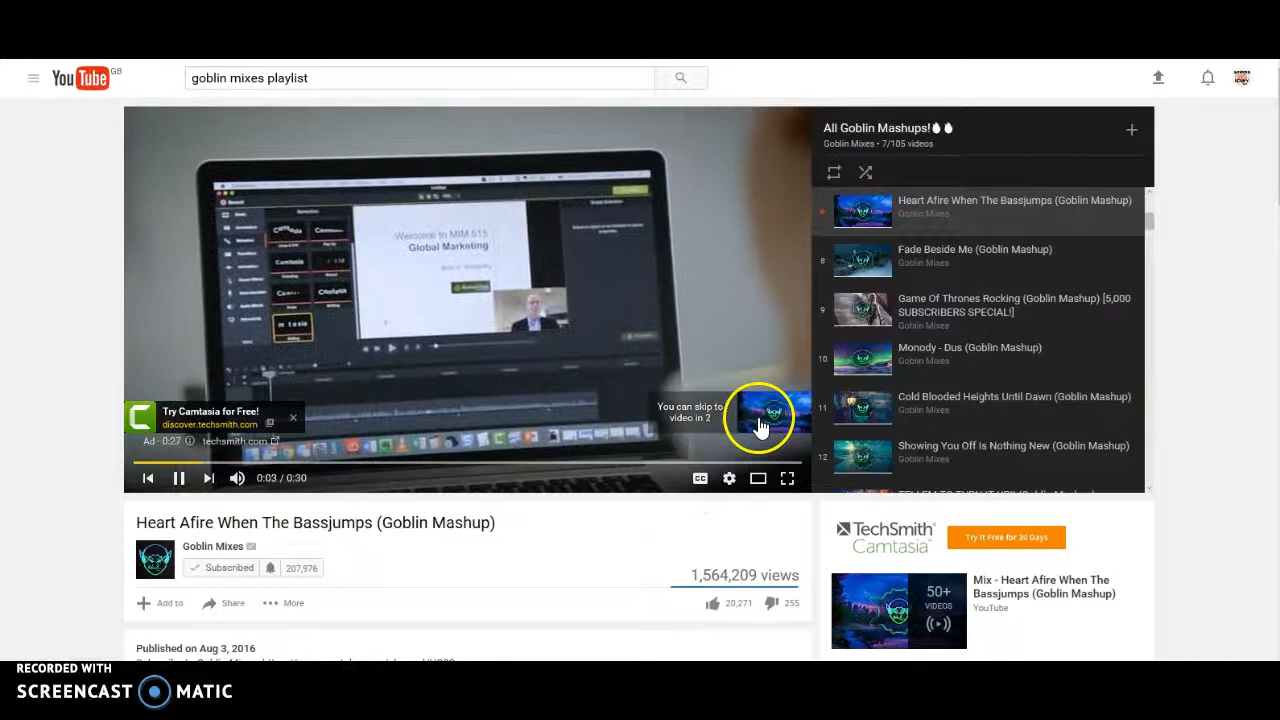 YouTube GB
goblin mixes playlist
All Goblin Mashups!
Goblin Mixes • 7/105 videos
Heart Afire When The Bassjumps (Goblin Mashup)
Goblin Mixes
8
Fade Beside Me (Goblin Mashup)
Goblin Mixes
9
Game Of Thrones Rocking (Goblin Mashup) [5,000
SUBSCRIBERS SPECIAL!]
Goblin Mixes
10
Monody - Dus (Goblin Mashup)
Goblin Mixes
11
Cold Blooded Heights Until Dawn (Goblin Mashup)
Goblin Mixes
12
Showing You Off Is Nothing New (Goblin Mashup)
Goblin Mixes
Welcome to MIM 515
Global Marketing
Camtasia
Try Camtasia for Free!
discover.techsmith.com
You can skip to
video in 2
Ad · 0:27
techsmith.com
0:03 / 0:30
CC
Heart Afire When The Bassjumps (Goblin Mashup)
Goblin Mixes
Subscribed
207,976
1,564,209 views
Add to
Share
More
20,271
255
Published on Aug 3, 2016
TechSmith
Camtasia
Try It Free for 30 Days
50+
VIDEOS
Mix - Heart Afire When The
Bassjumps (Goblin Mashup)
YouTube
RECORDED WITH
SCREENCAST MATIC